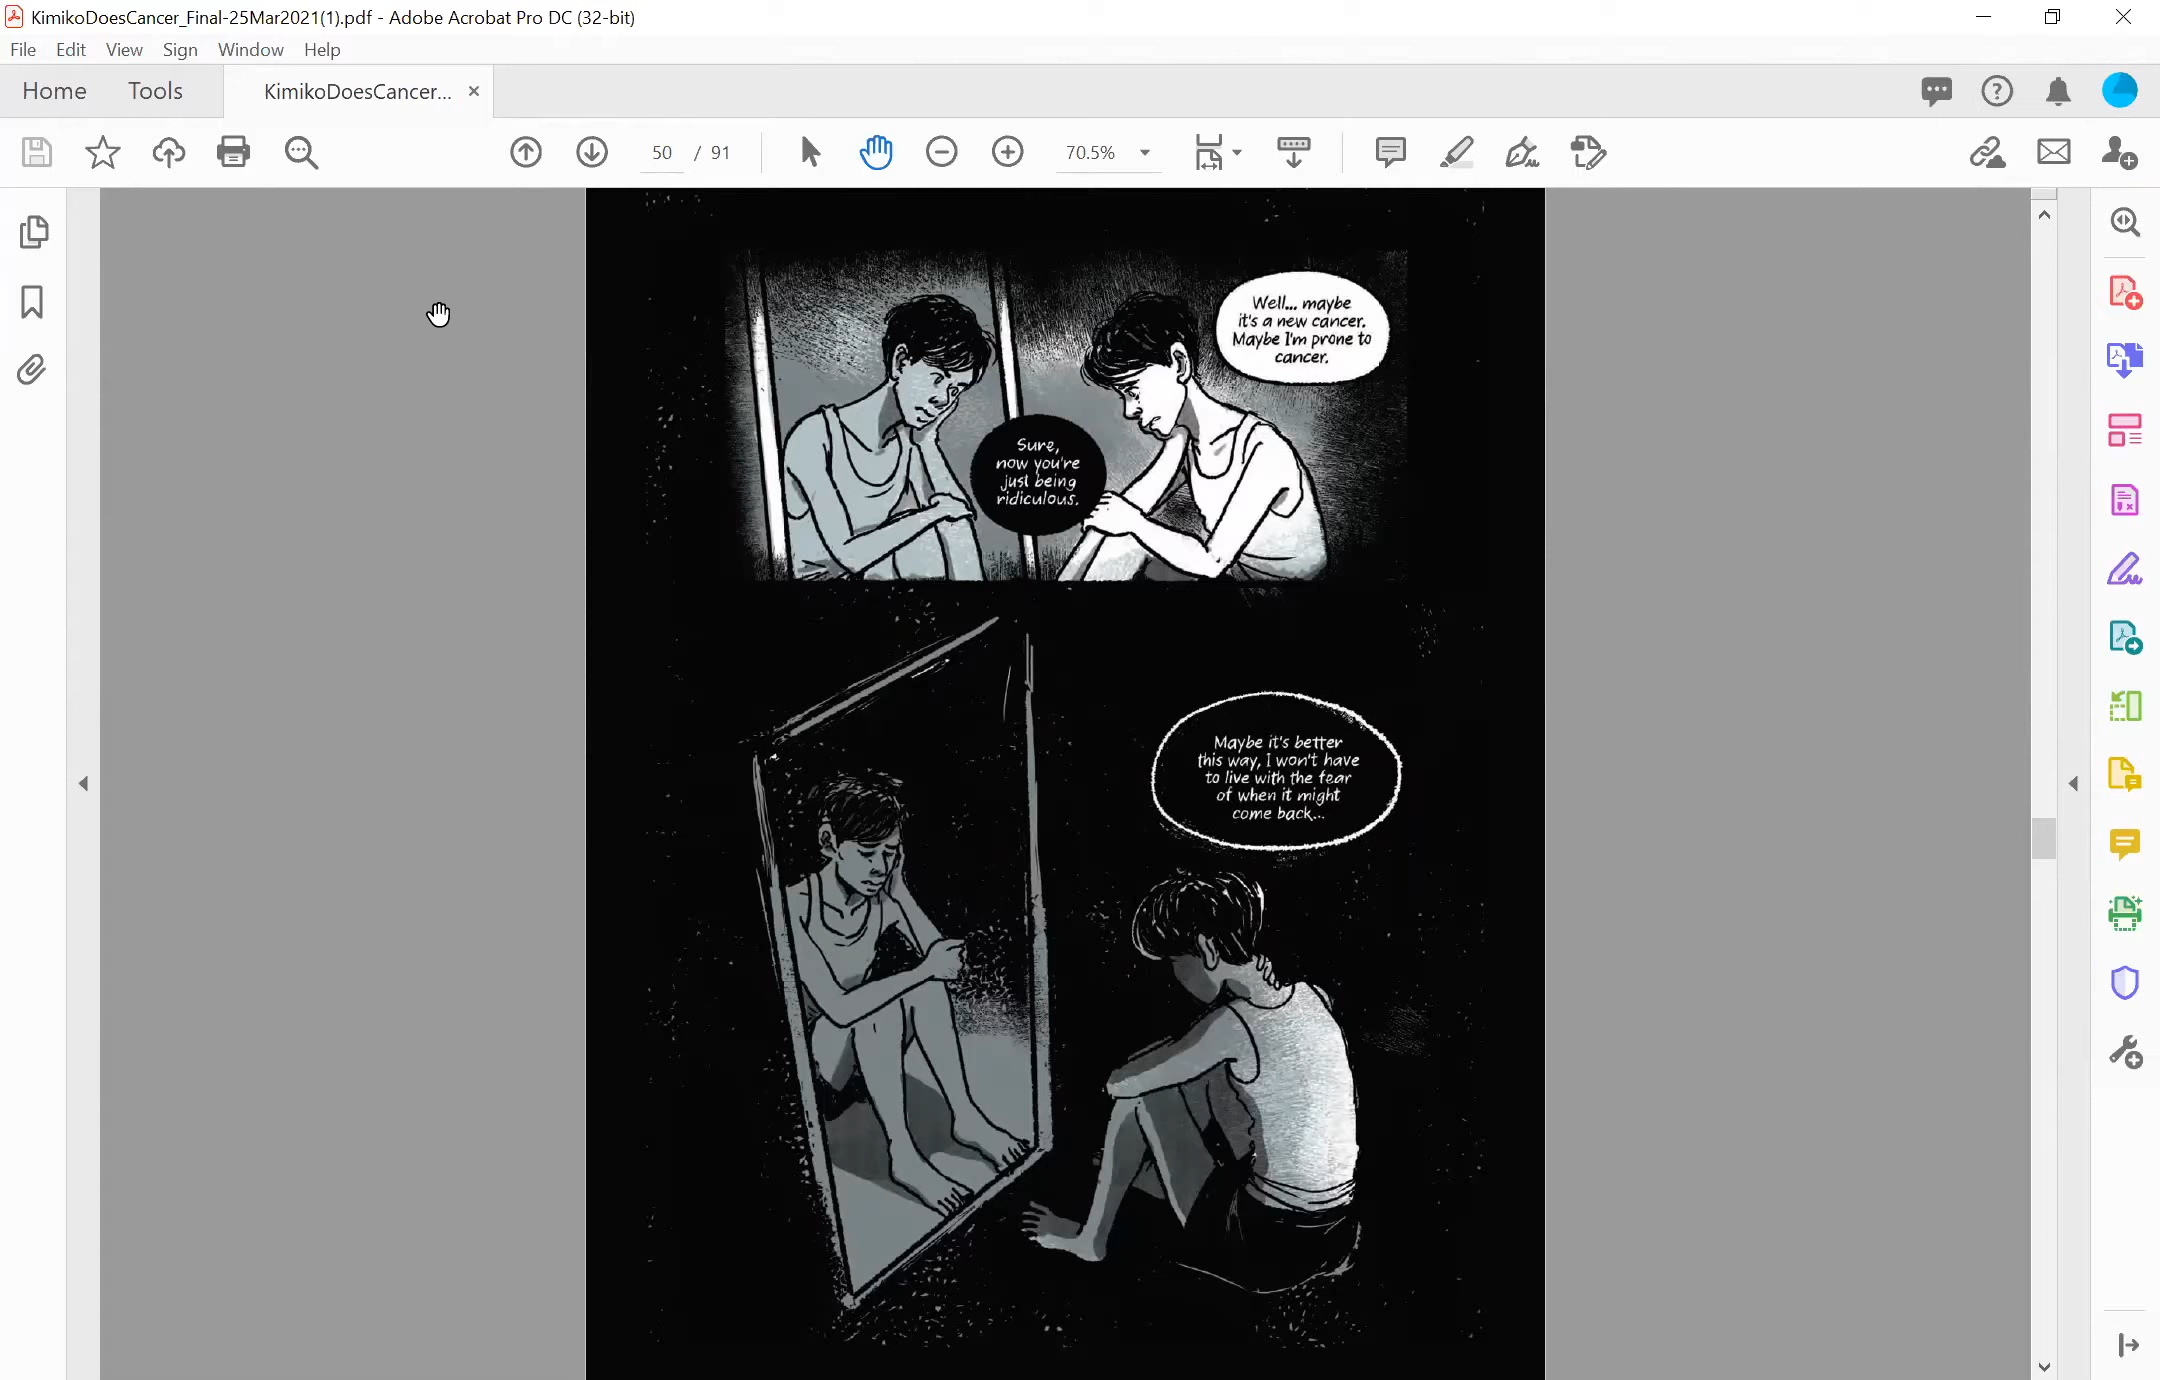 KimikoDoesCancer_Final-25Mar2021(1).pdf - Adobe Acrobat Pro DC (32-bit)
File Edit View Sign Window Help
Home Tools KimikoDoesCancer...
50 / 91 70.5%
Well... maybe
it's a new cancer.
Maybe I'm prone to
cancer.
Sure,
now you're
just being
ridiculous.
Maybe it's better
this way, I won't have
to live with the fear
of when it might
come back...